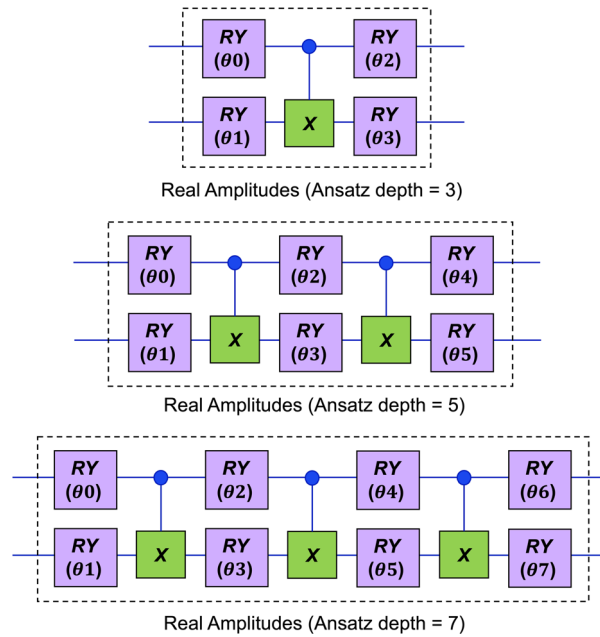 RY RY
(θ0) (θ2)
RY X RY
(θ1) (θ3)
Real Amplitudes (Ansatz depth = 3)
RY RY RY
(θ0) (θ2) (θ4)
RY X RY X RY
(θ1) (θ3) (θ5)
Real Amplitudes (Ansatz depth = 5)
RY RY RY RY
(θ0) (θ2) (θ4) (θ6)
RY X RY X RY X RY
(θ1) (θ3) (θ5) (θ7)
Real Amplitudes (Ansatz depth = 7)